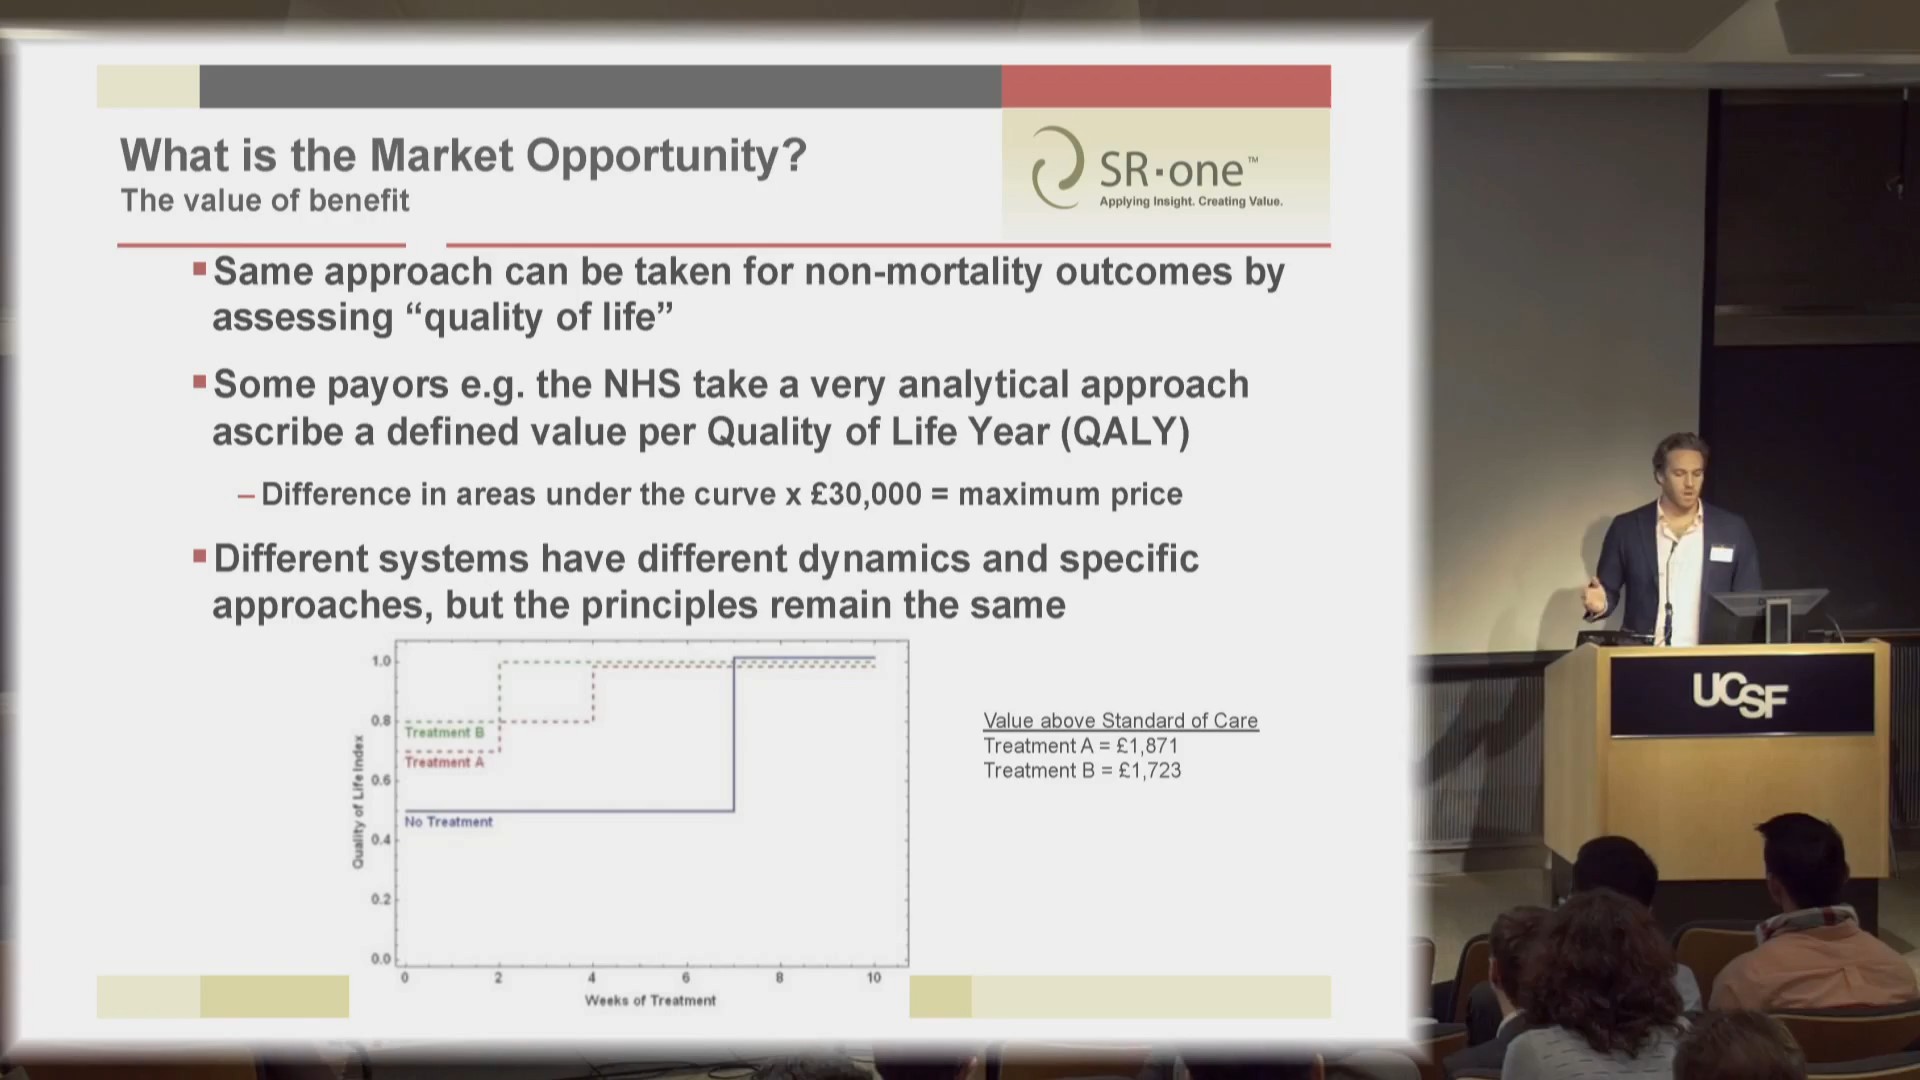 What is the Market Opportunity?
The value of benefit
SR·one™
Applying Insight. Creating Value.
Same approach can be taken for non-mortality outcomes by
assessing “quality of life”
Some payors e.g. the NHS take a very analytical approach
ascribe a defined value per Quality of Life Year (QALY)
– Difference in areas under the curve x £30,000 = maximum price
Different systems have different dynamics and specific
approaches, but the principles remain the same
Quality of Life Index
1.0
0.8
0.6
0.4
0.2
0.0
Treatment B
Treatment A
No Treatment
0 2 4 6 8 10
Weeks of Treatment
Value above Standard of Care
Treatment A = £1,871
Treatment B = £1,723
UCSF